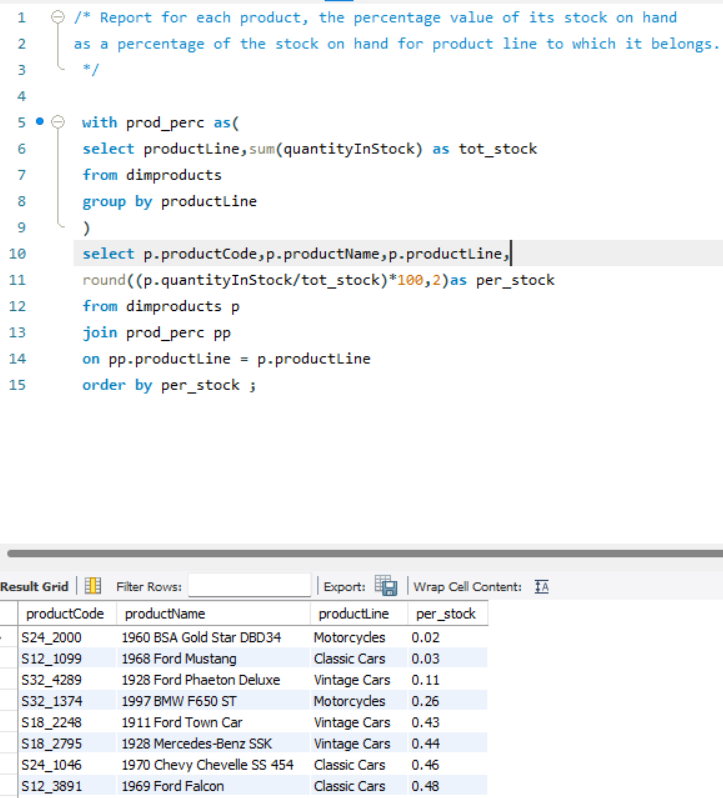 1 /* Report for each product, the percentage value of its stock on hand
2 as a percentage of the stock on hand for product line to which it belongs.
3 */
4
5 with prod_perc as(
6 select productLine,sum(quantityInStock) as tot_stock
7 from dimproducts
8 group by productLine
9 )
10 select p.productCode,p.productName,p.productLine,
11 round((p.quantityInStock/tot_stock)*100,2)as per_stock
12 from dimproducts p
13 join prod_perc pp
14 on pp.productLine = p.productLine
15 order by per_stock ;
Result Grid Filter Rows: Export: Wrap Cell Content:
productCode productName productLine per_stock
S24_2000 1960 BSA Gold Star DBD34 Motorcycles 0.02
S12_1099 1968 Ford Mustang Classic Cars 0.03
S32_4289 1928 Ford Phaeton Deluxe Vintage Cars 0.11
S32_1374 1997 BMW F650 ST Motorcycles 0.26
S18_2248 1911 Ford Town Car Vintage Cars 0.43
S18_2795 1928 Mercedes-Benz SSK Vintage Cars 0.44
S24_1046 1970 Chevy Chevelle SS 454 Classic Cars 0.46
S12_3891 1969 Ford Falcon Classic Cars 0.48